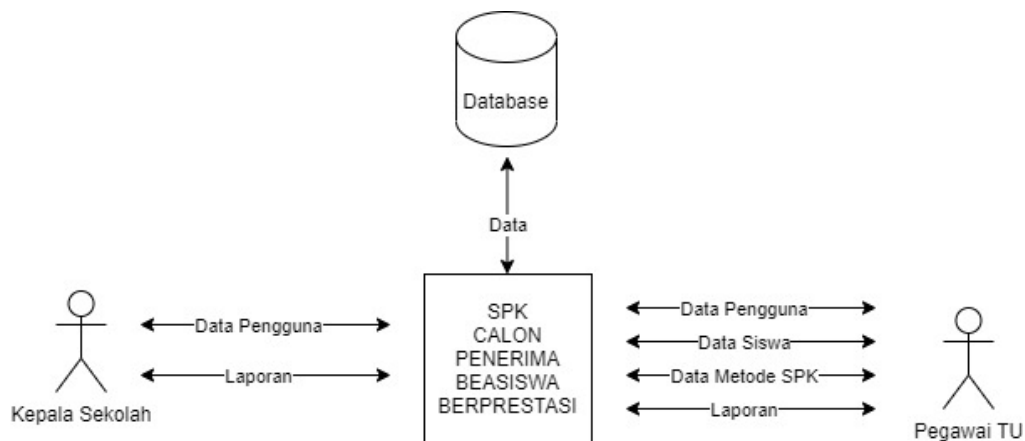 Database
Data
SPK
CALON
PENERIMA
BEASISWA
BERPRESTASI
Data Pengguna
Laporan
Kepala Sekolah
Data Pengguna
Data Siswa
Data Metode SPK
Laporan
Pegawai TU